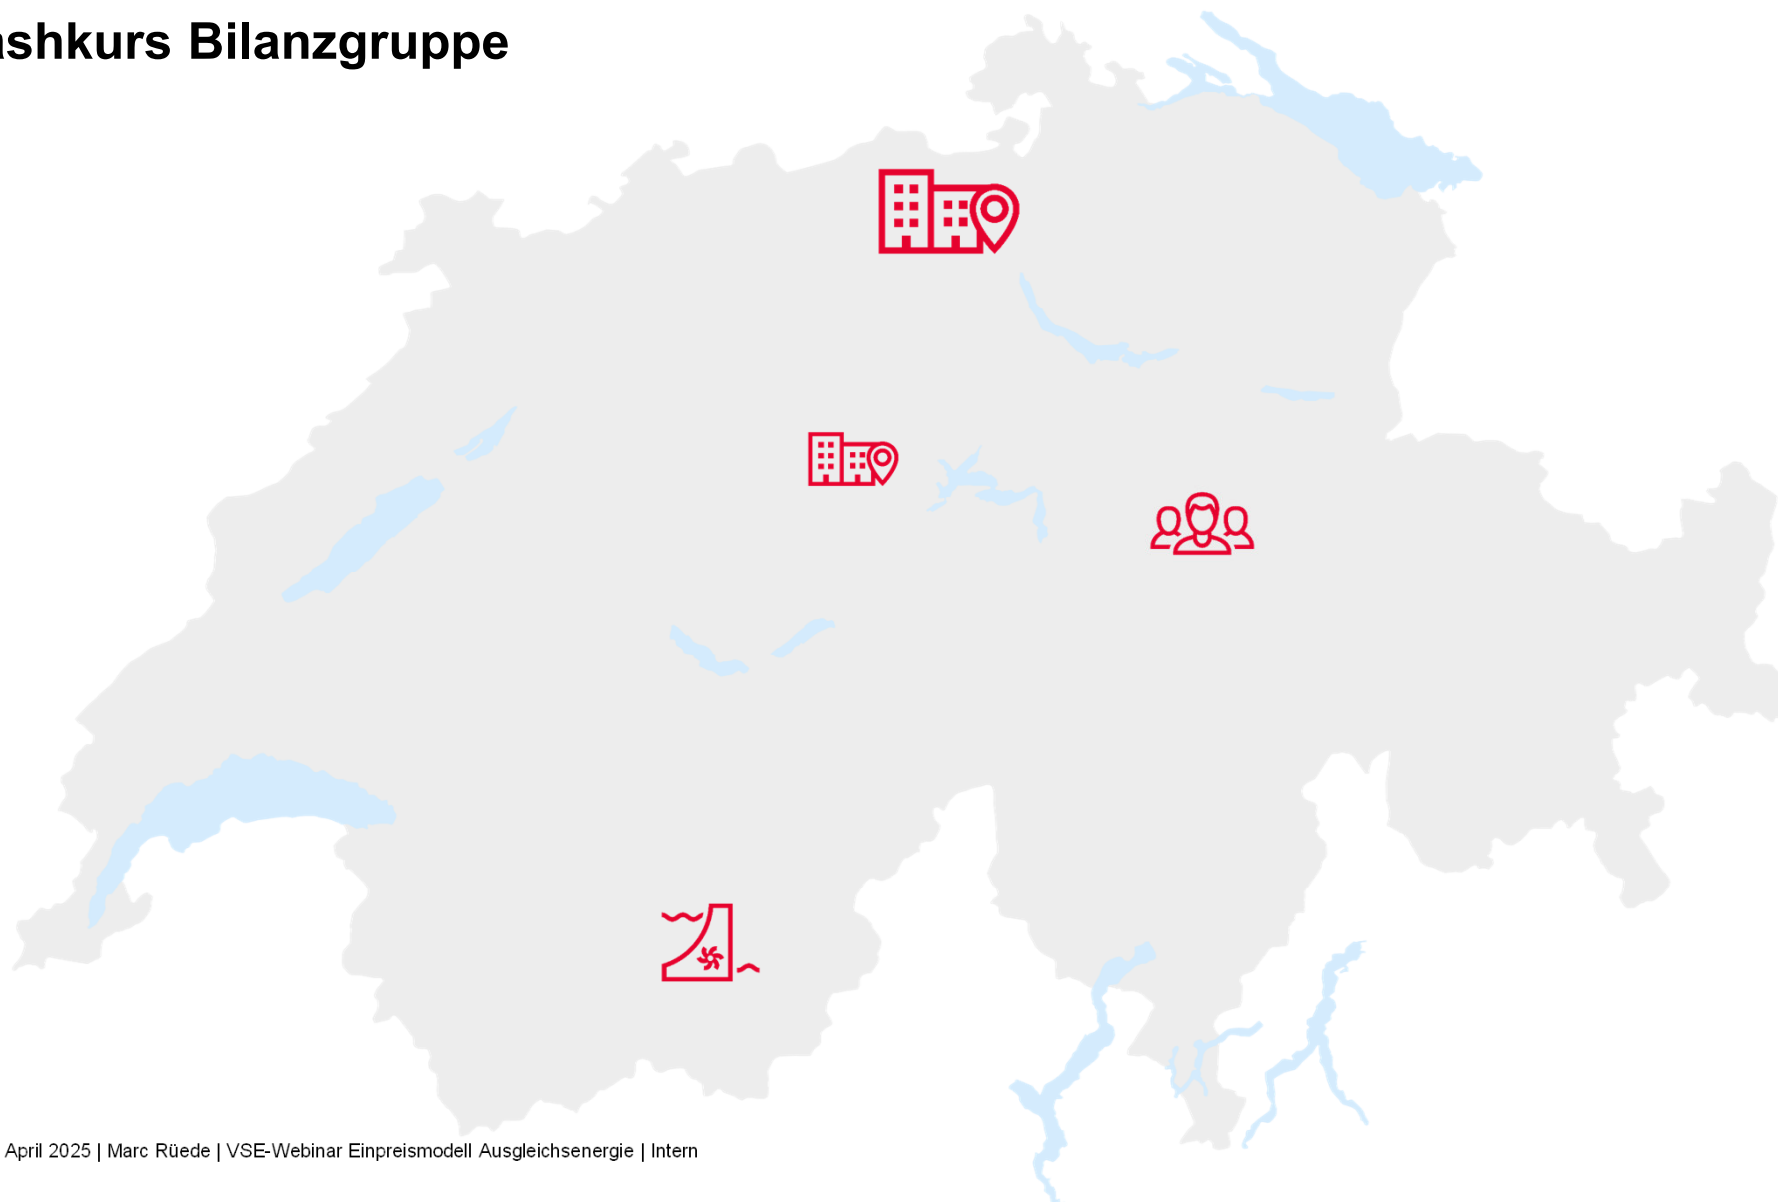 ashkurs Bilanzgruppe
April 2025 | Marc Rüede | VSE-Webinar Einpreismodell Ausgleichsenergie | Intern